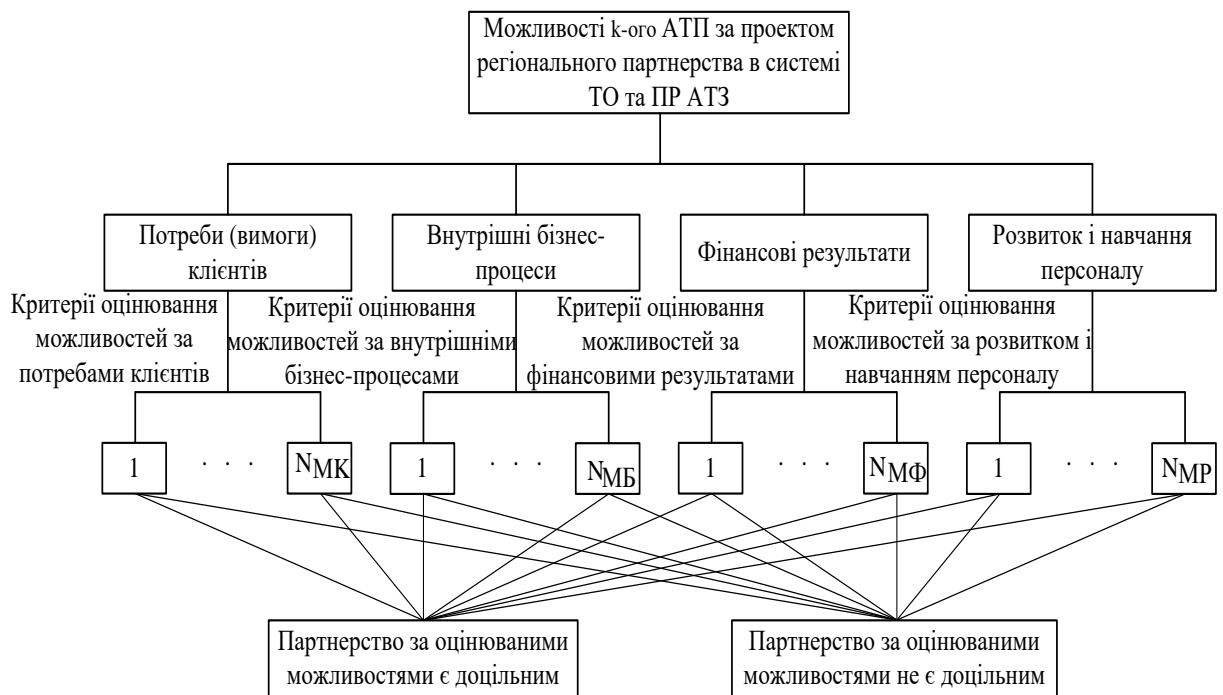 Можливості k-ого АТП за проектом
регіонального партнерства в системі
ТО та ПР АТЗ
Потреби (вимоги)
клієнтів
Внутрішні бізнес-
процеси
Фінансові результати
Розвиток і навчання
персоналу
Критерії оцінювання
можливостей за
потребами клієнтів
Критерії оцінювання
можливостей за внутрішніми
бізнес-процесами
Критерії оцінювання
можливостей за
фінансовими результатами
Критерії оцінювання
можливостей за розвитком і
навчанням персоналу
1 . . . NМК 1 . . . NМБ 1 . . . NМФ 1 . . . NМР
Партнерство за оцінюваними
можливостями є доцільним
Партнерство за оцінюваними
можливостями не є доцільним